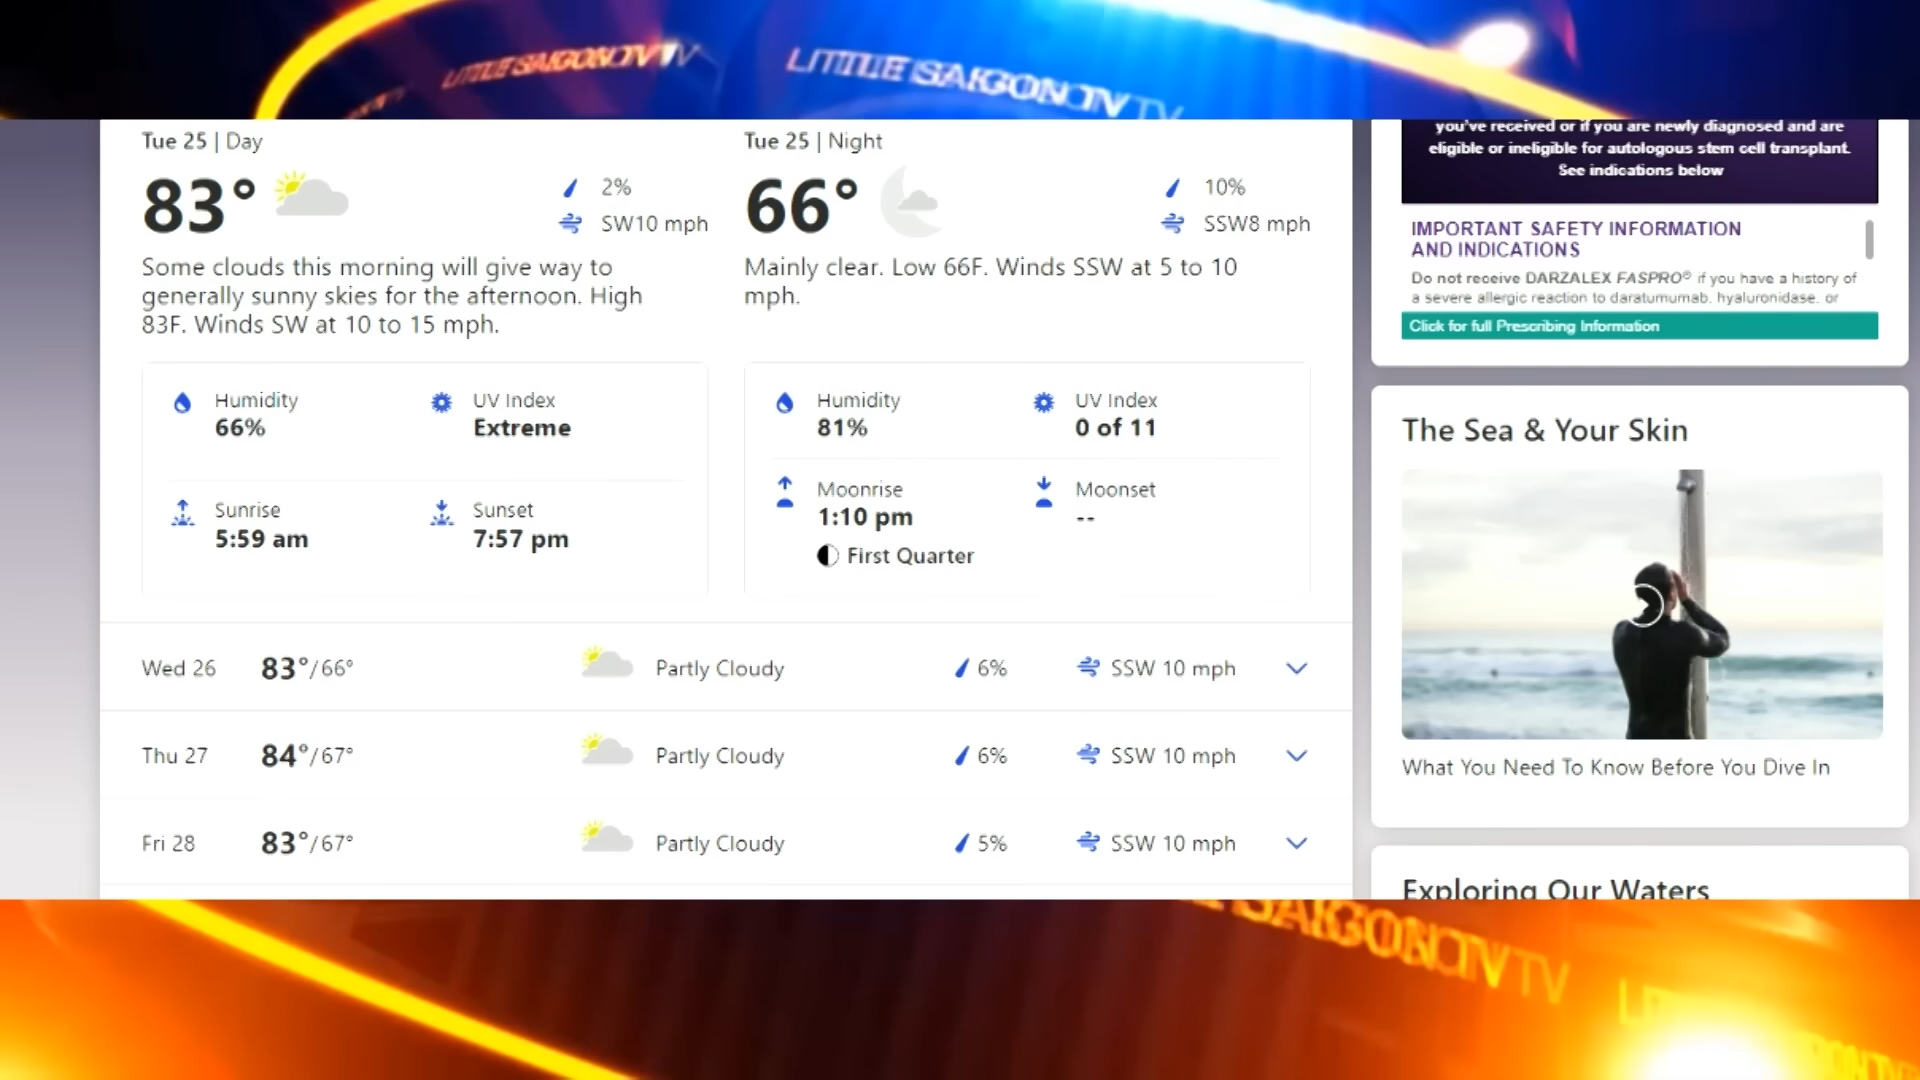 LITTLE SAIGON TV
LITTLE SAIGON TV
Tue 25 | Day
83°
2%
SW10 mph
Some clouds this morning will give way to
generally sunny skies for the afternoon. High
83F. Winds SW at 10 to 15 mph.
Humidity
66%
UV Index
Extreme
Sunrise
5:59 am
Sunset
7:57 pm
Tue 25 | Night
66°
10%
SSW8 mph
Mainly clear. Low 66F. Winds SSW at 5 to 10
mph.
Humidity
81%
UV Index
0 of 11
Moonrise
1:10 pm
First Quarter
Moonset
--
Wed 26 83°/66° Partly Cloudy 6% SSW 10 mph
Thu 27 84°/67° Partly Cloudy 6% SSW 10 mph
Fri 28 83°/67° Partly Cloudy 5% SSW 10 mph
you've received or if you are newly diagnosed and are
eligible or ineligible for autologous stem cell transplant.
See indications below
IMPORTANT SAFETY INFORMATION
AND INDICATIONS
Do not receive DARZALEX FASPRO® if you have a history of
a severe allergic reaction to daratumumab, hyaluronidase, or
Click for full Prescribing Information
The Sea & Your Skin
What You Need To Know Before You Dive In
Exploring Our Waters
SAIGON TV